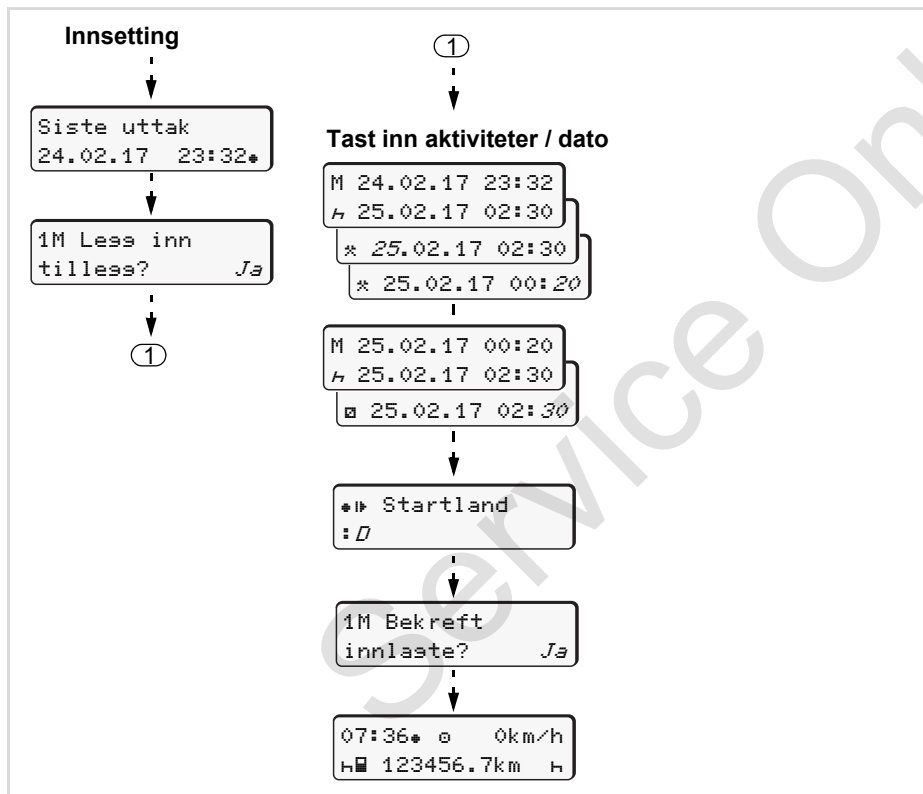 Innsetting
Siste uttak
24.02.17 23:32●
1M Legg inn
tillegg? Ja
1
1
Tast inn aktiviteter / dato
M 24.02.17 23:32
25.02.17 02:30
25.02.17 02:30
25.02.17 00:20
M 25.02.17 00:20
25.02.17 02:30
25.02.17 02:30
Startland
:D
1M Bekreft
innlagte? Ja
07:36● ⊙ 0km/h
123456.7km
Service Onl